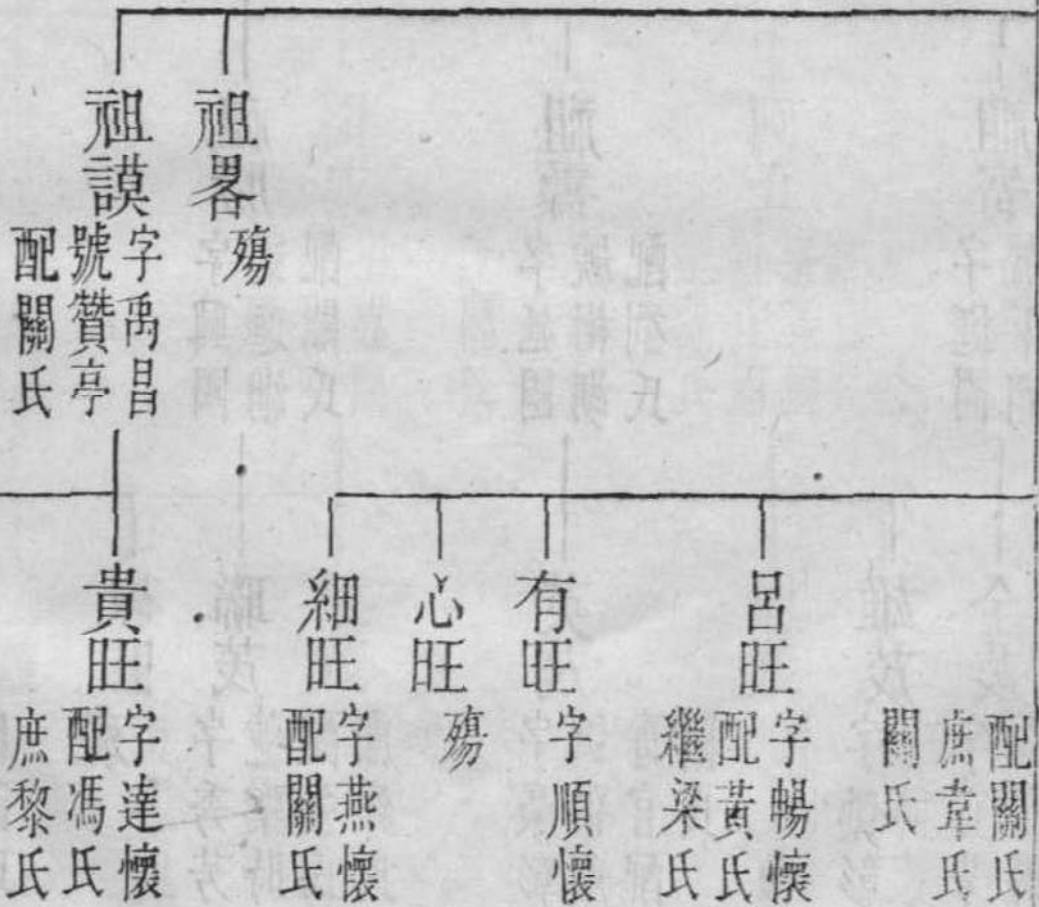 祖畧
殤
祖謨
字禹昌
號贊亭
配關氏
配關氏
庶韋氏
關氏
呂旺
字暢懷
配黃氏
繼梁氏
有旺
字順懷
心旺
殤
細旺
字燕懷
配關氏
貴旺
字達懷
配馮氏
庶黎氏